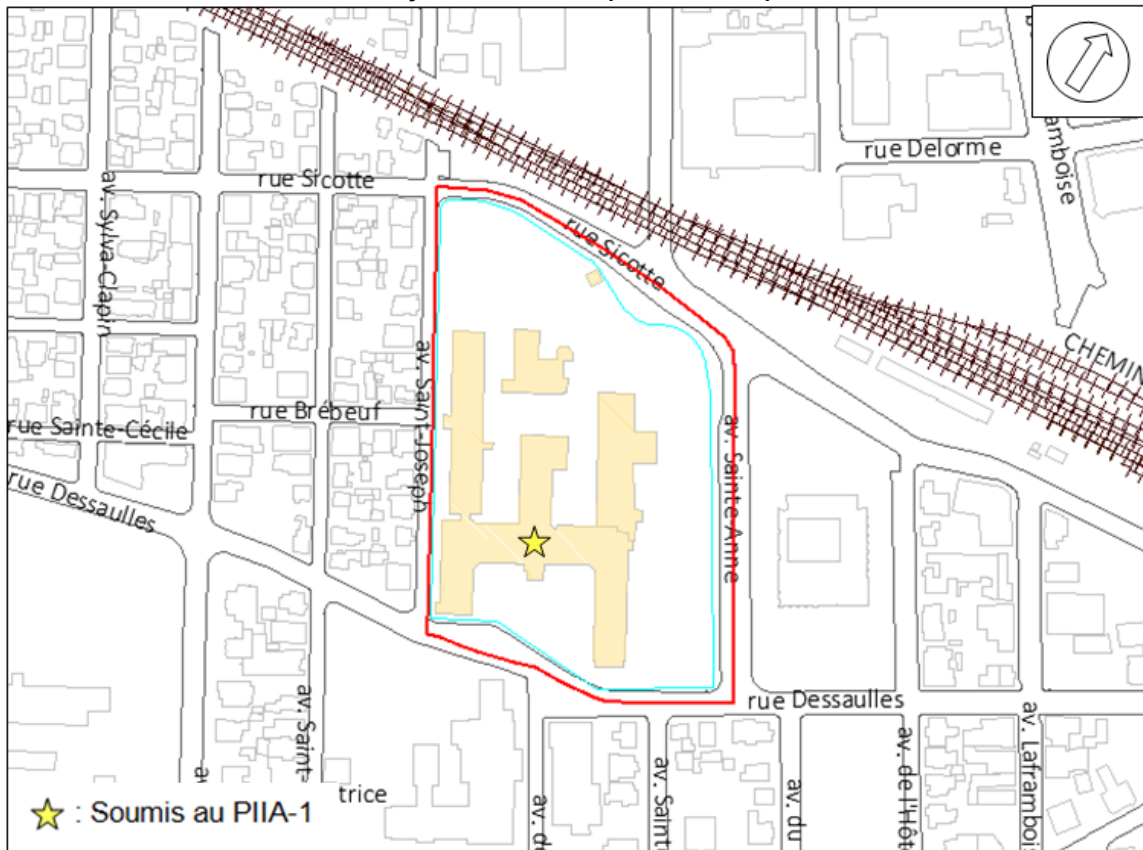 rue Delorme
amboise
rue Sicotte
av. Sylva-Clapin
rue Sicotte
CHEMIN
av. Saint-Joseph
rue Brébeuf
rue Sainte-Cécile
av. Sainte-Anne
rue Dessaulles
rue Dessaulles
av. Saint-
av. Laframbois
av. de l'Hôt
av. Saint
av. du
av. de
trice
: Soumis au PIIA-1